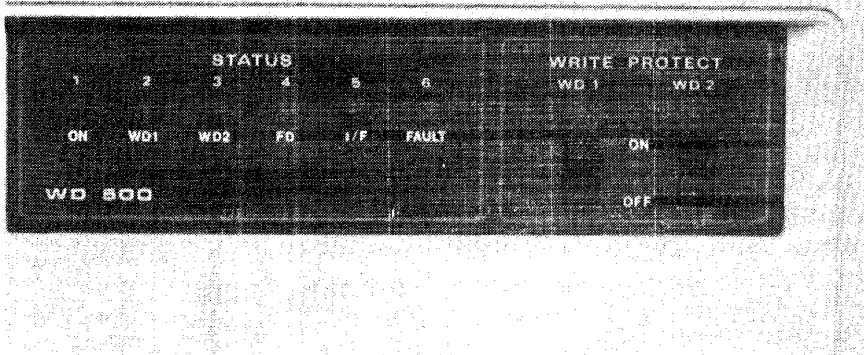 STATUS
1 2 3 4 5 6
ON WD1 WD2 FD I/F FAULT
WD 800
WRITE PROTECT
WD 1 WD 2
ON
OFF